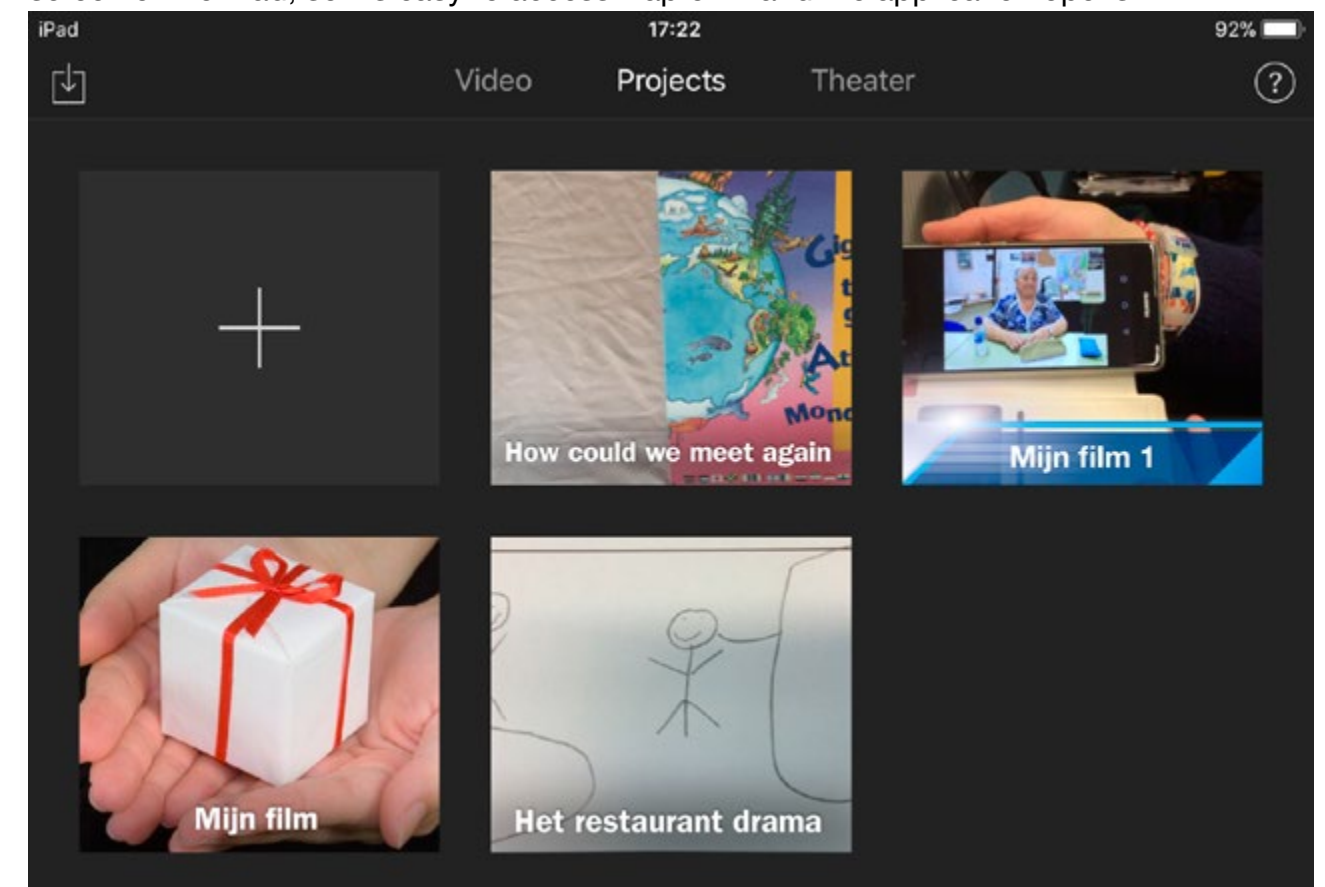 iPad 17:22 92%
Video Projects Theater ?
How could we meet again
Mijn film 1
Mijn film
Het restaurant drama